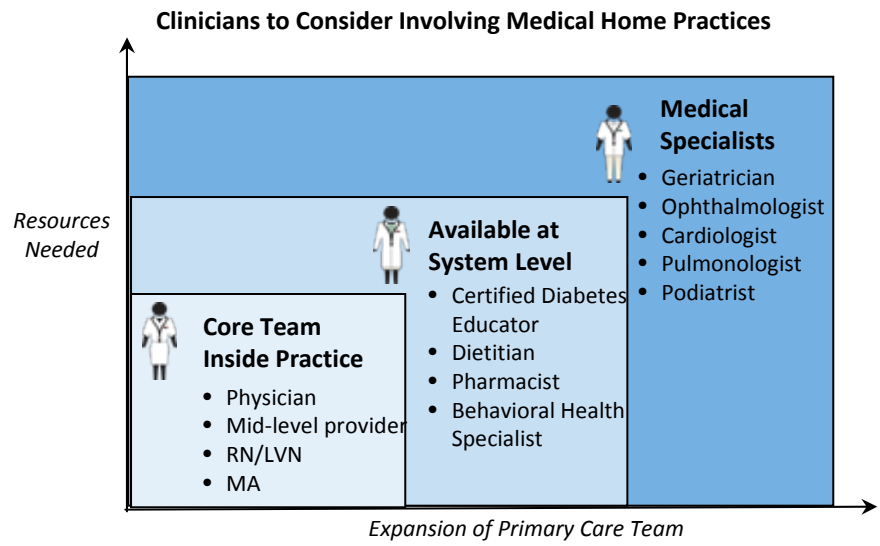 Clinicians to Consider Involving Medical Home Practices
Resources
Needed
Core Team
Inside Practice
• Physician
• Mid-level provider
• RN/LVN
• MA
Available at
System Level
• Certified Diabetes
Educator
• Dietitian
• Pharmacist
• Behavioral Health
Specialist
Medical
Specialists
• Geriatrician
• Ophthalmologist
• Cardiologist
• Pulmonologist
• Podiatrist
Expansion of Primary Care Team